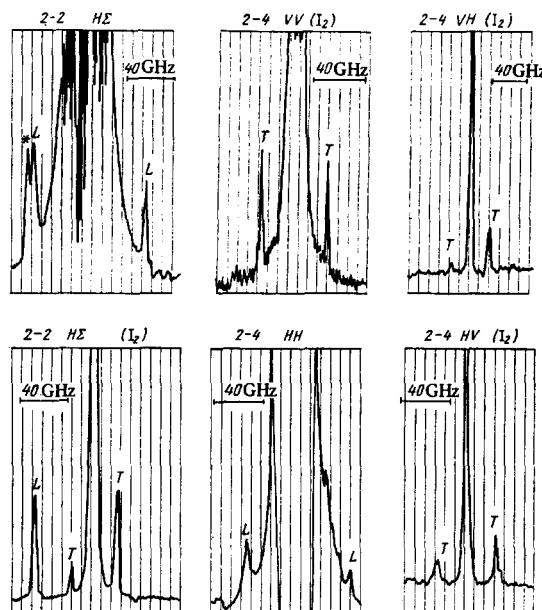 2-2 HΣ
40GHz
* L
L
2-4 VV (I₂)
40GHz
T
T
2-4 VH (I₂)
40GHz
T
T
2-2 HΣ (I₂)
40GHz
L
T
T
2-4 HH
40GHz
L
L
2-4 HV (I₂)
40GHz
T
T